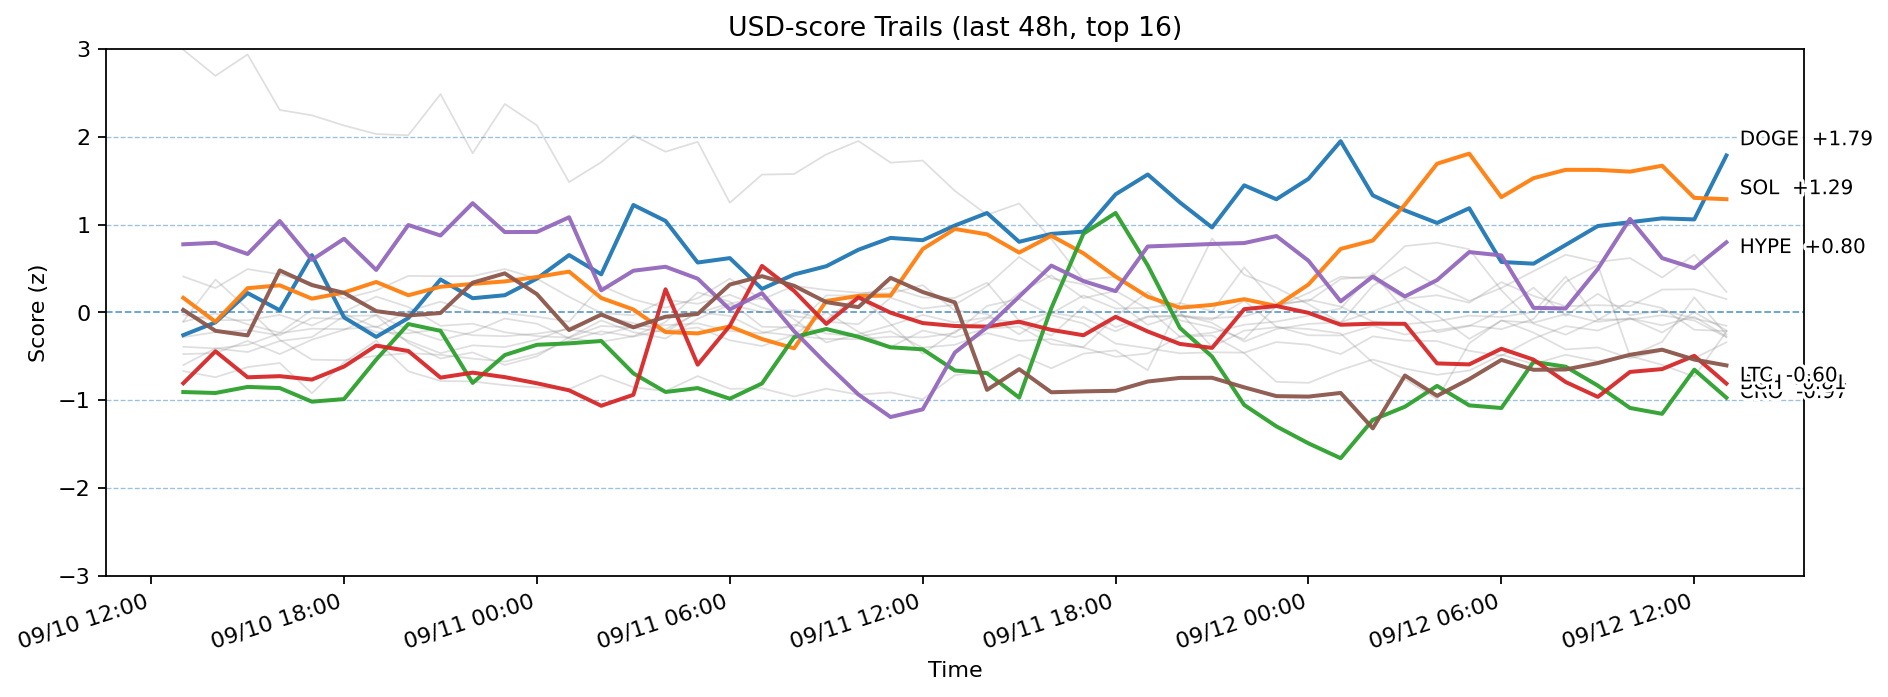 USD-score Trails (last 48h, top 16)
3
2
1
0
−1
−2
−3
Score (z)
DOGE +1.79
SOL +1.29
HYPE +0.80
LTC -0.60
09/10 12:00
09/10 18:00
09/11 00:00
09/11 06:00
09/11 12:00
09/11 18:00
09/12 00:00
09/12 06:00
09/12 12:00
Time